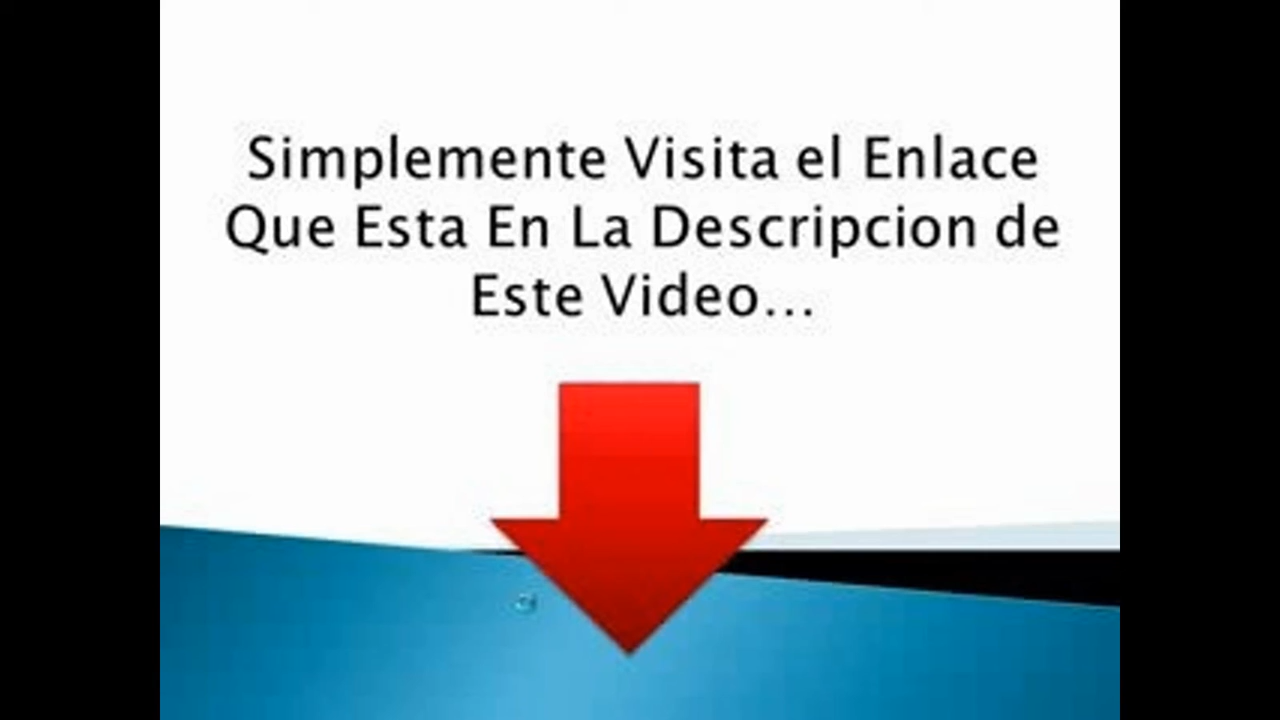 Simplemente Visita el Enlace
Que Esta En La Descripcion de
Este Video...